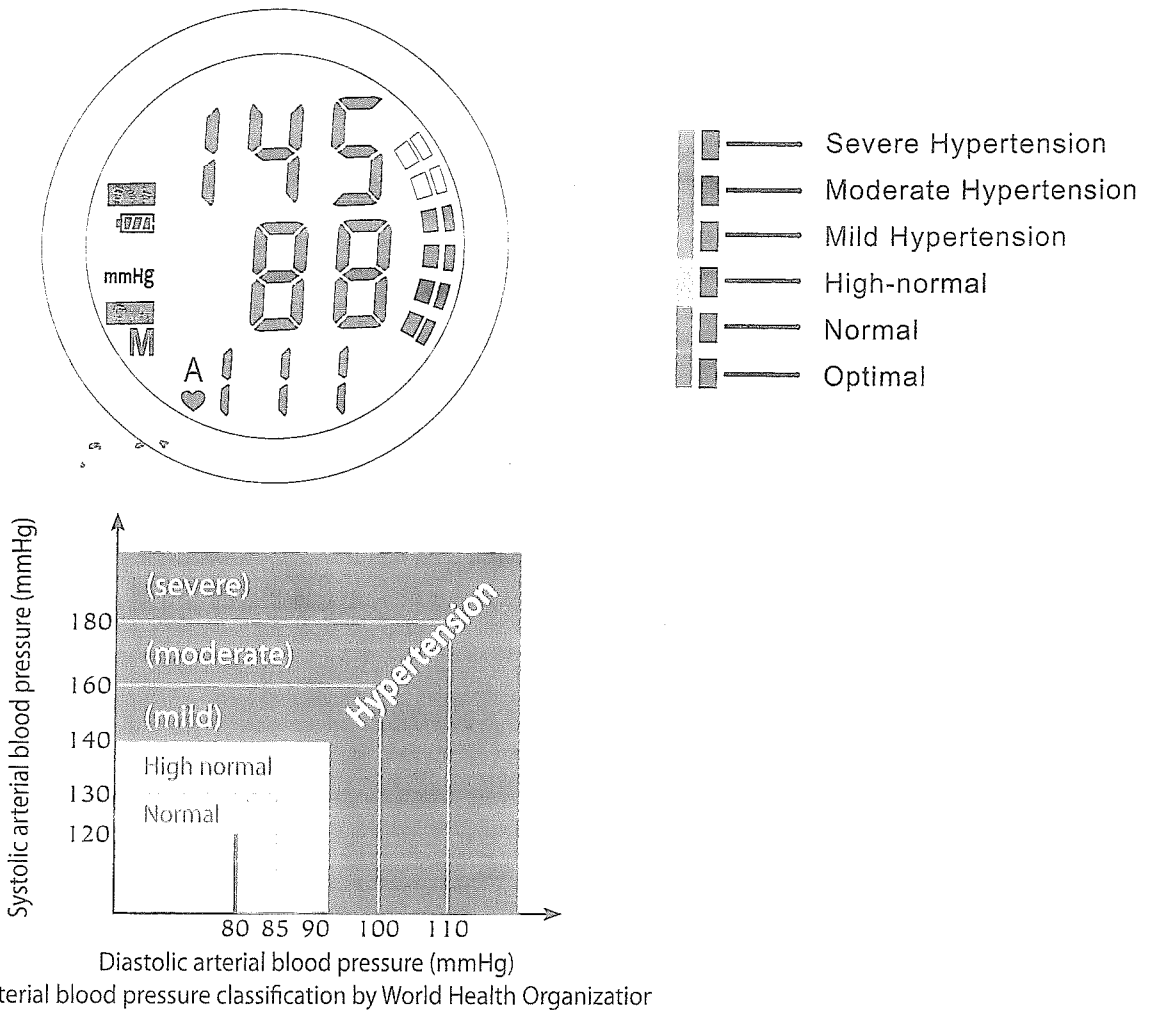 145
88
mmHg
M
A
111
Severe Hypertension
Moderate Hypertension
Mild Hypertension
High-normal
Normal
Optimal
Systolic arterial blood pressure (mmHg)
(severe)
180
(moderate)
160
(mild)
140
Hypertension
High normal
130
Normal
120
80 85 90 100 110
Diastolic arterial blood pressure (mmHg)
terial blood pressure classification by World Health Organizatior